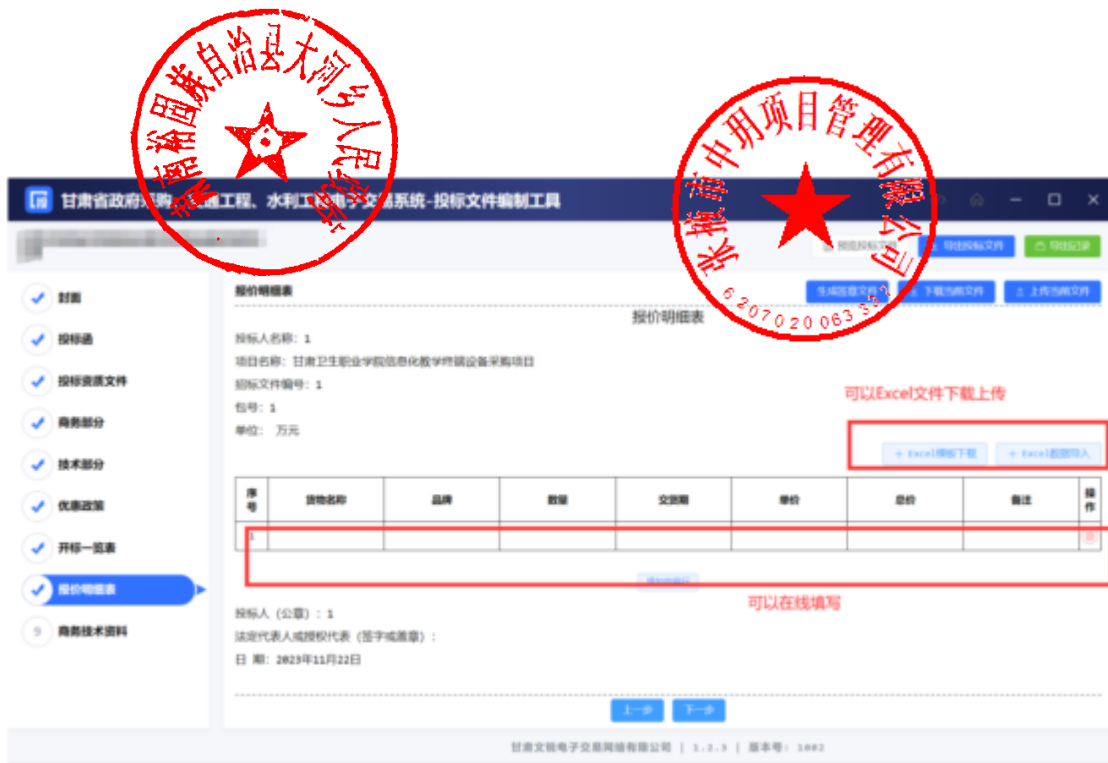 肃南裕固族自治县大河乡人民政府
张掖市中玥项目管理有限公司
6207020063352
甘肃省政府采购、交通工程、水利工程电子交易系统-投标文件编制工具
预览投标文件
导出投标文件
导出记录
封面
投标函
投标资质文件
商务部分
技术部分
优惠政策
开标一览表
报价明细表
9 商务技术资料
报价明细表
生成签章文件
下载当前文件
上传当前文件
报价明细表
投标人名称: 1
项目名称: 甘肃卫生职业学院信息化教学终端设备采购项目
招标文件编号: 1
包号: 1
单位: 万元
可以Excel文件下载上传
+ Excel模板下载
+ Excel数据导入
序号 货物名称 品牌 数量 交货期 单价 总价 备注 操作
1
可以在线填写
投标人 (公章) : 1
法定代表人或授权代表 (签字或盖章) :
日 期: 2023年11月22日
上一步
下一步
甘肃文锐电子交易网络有限公司 | 1.2.3 | 版本号: 1002